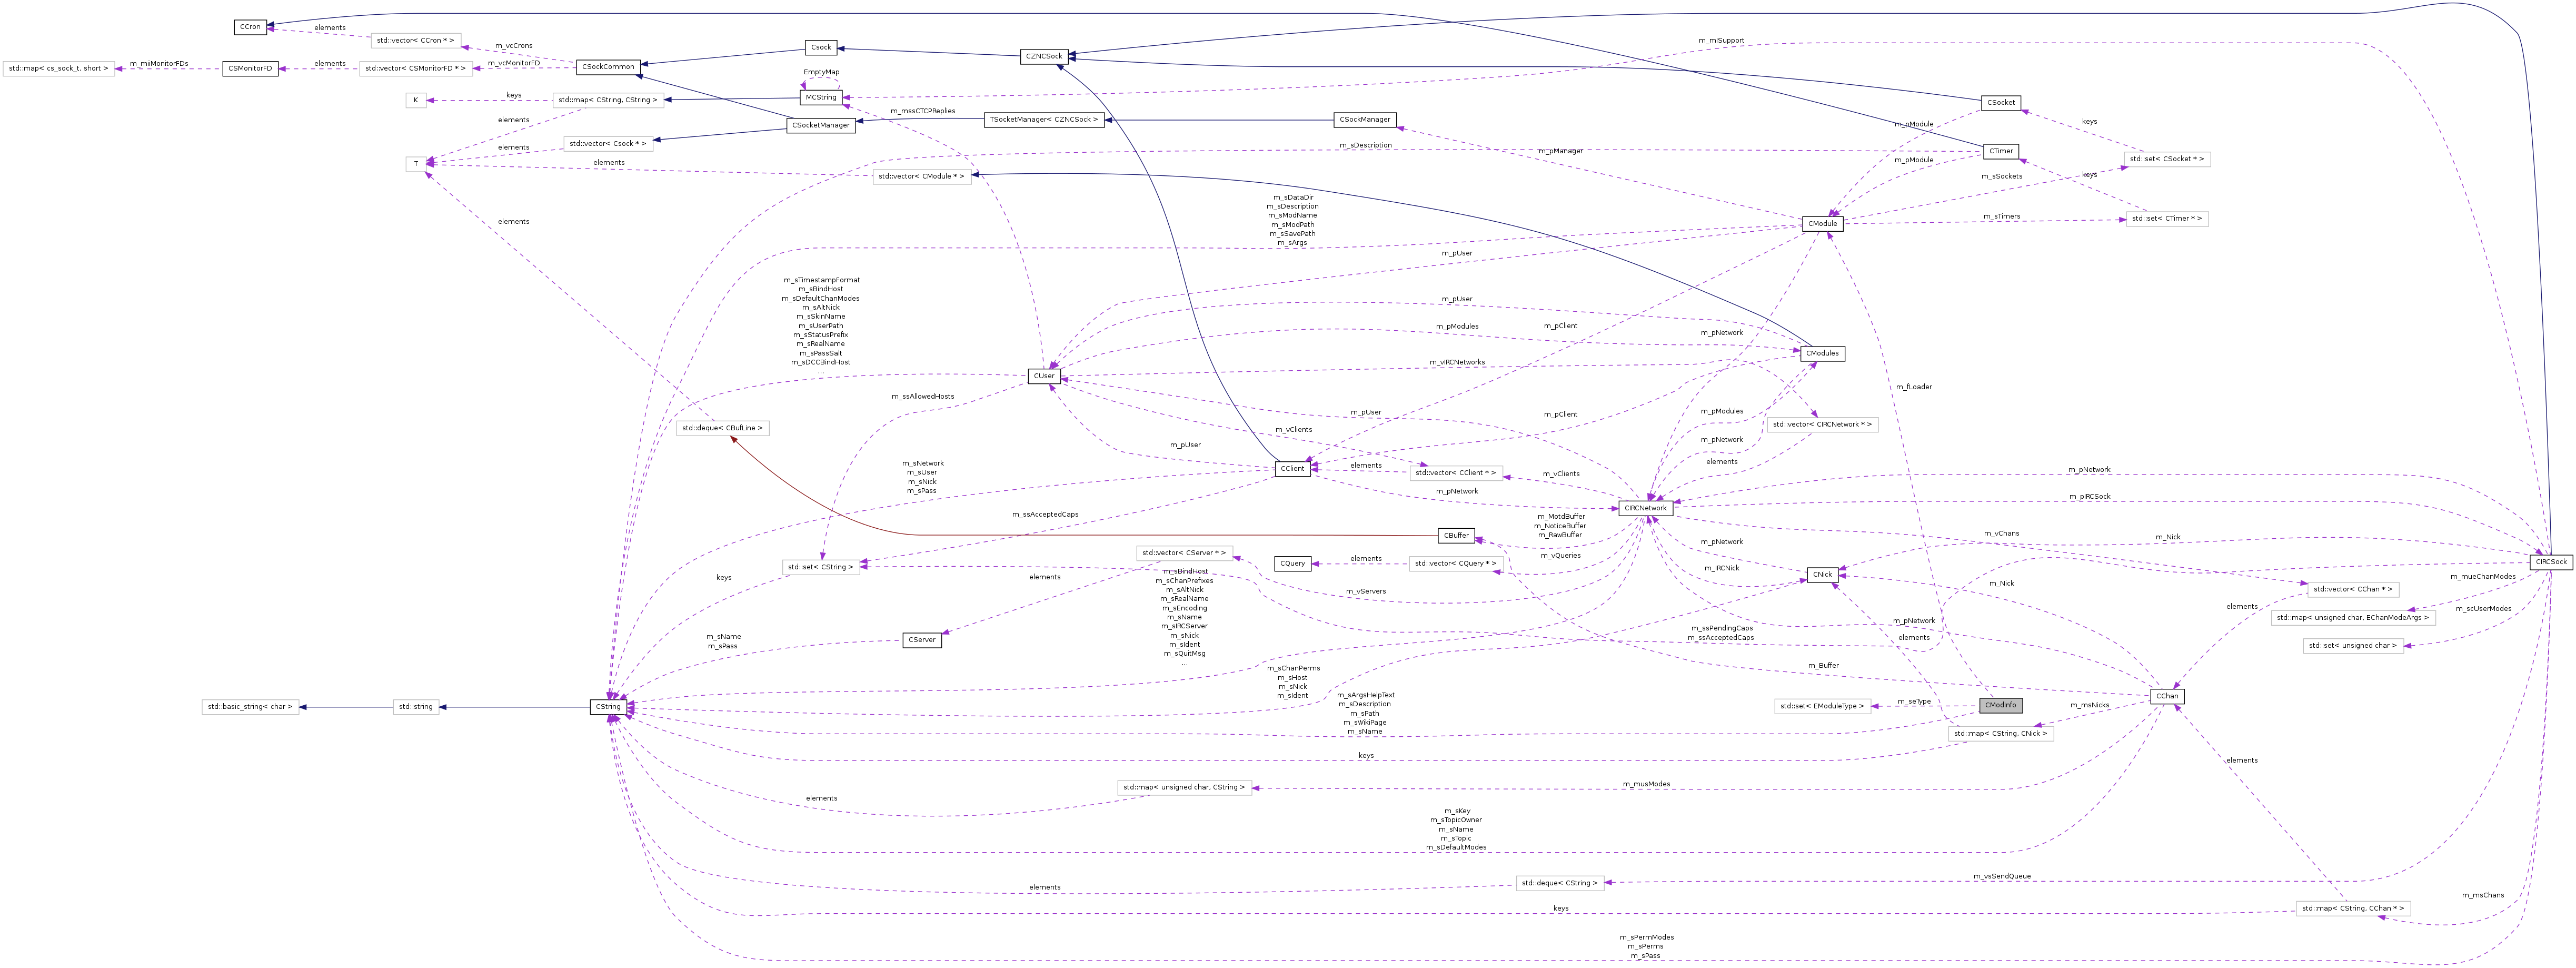 CCron
elements
std::vector< CCron * >
m_vcCrons
Csock
CZNCSock
m_mISupport
std::map< cs_sock_t, short >
m_miiMonitorFDs
CSMonitorFD
elements
std::vector< CSMonitorFD * >
m_vcMonitorFD
CSockCommon
EmptyMap
K
keys
std::map< CString, CString >
MCString
m_mssCTCPReplies
CSocket
elements
CSocketManager
TSocketManager< CZNCSock >
CSockManager
m_pModule
keys
elements
std::vector< Csock * >
m_sDescription
m_pManager
CTimer
std::set< CSocket * >
T
elements
m_pModule
std::vector< CModule * >
m_sSockets
keys
m_sDataDir
m_sDescription
m_sModName
m_sModPath
m_sSavePath
m_sArgs
elements
CModule
m_sTimers
std::set< CTimer * >
m_pUser
m_sTimestampFormat
m_sBindHost
m_sDefaultChanModes
m_sAltNick
m_sSkinName
m_sUserPath
m_sStatusPrefix
m_sRealName
m_sPassSalt
m_sDCCBindHost
...
m_pUser
m_pModules
m_pClient
m_pNetwork
CModules
m_vIRCNetworks
CUser
m_fLoader
m_ssAllowedHosts
m_pUser
m_pClient
m_pModules
std::vector< CIRCNetwork * >
std::deque< CBufLine >
m_vClients
m_pUser
m_pNetwork
m_sNetwork
m_sUser
m_sNick
m_sPass
CClient
elements
std::vector< CClient * >
m_vClients
elements
m_pNetwork
m_pNetwork
m_pIRCSock
CIRCNetwork
m_ssAcceptedCaps
m_MotdBuffer
m_NoticeBuffer
m_RawBuffer
CBuffer
m_vChans
m_pNetwork
m_Nick
std::vector< CServer * >
m_vQueries
CQuery
elements
std::vector< CQuery * >
CIRCSock
std::set< CString >
m_IRCNick
CNick
m_Nick
m_mueChanModes
keys
elements
m_vServers
std::vector< CChan * >
m_sBindHost
m_sChanPrefixes
m_sAltNick
m_sRealName
m_sEncoding
m_sName
m_sIRCServer
m_sNick
m_sIdent
m_sQuitMsg
...
elements
m_scUserModes
std::map< unsigned char, EChanModeArgs >
m_pNetwork
m_ssPendingCaps
m_ssAcceptedCaps
elements
m_sName
m_sPass
CServer
std::set< unsigned char >
m_Buffer
m_sChanPerms
m_sHost
m_sNick
m_sIdent
CChan
std::basic_string< char >
std::string
CString
m_sArgsHelpText
m_sDescription
m_sPath
m_sWikiPage
m_sName
std::set< EModuleType >
m_seType
CModInfo
m_msNicks
std::map< CString, CNick >
keys
elements
m_musModes
std::map< unsigned char, CString >
elements
m_sKey
m_sTopicOwner
m_sName
m_sTopic
m_sDefaultModes
elements
std::deque< CString >
m_vsSendQueue
m_msChans
keys
std::map< CString, CChan * >
m_sPermModes
m_sPerms
m_sPass